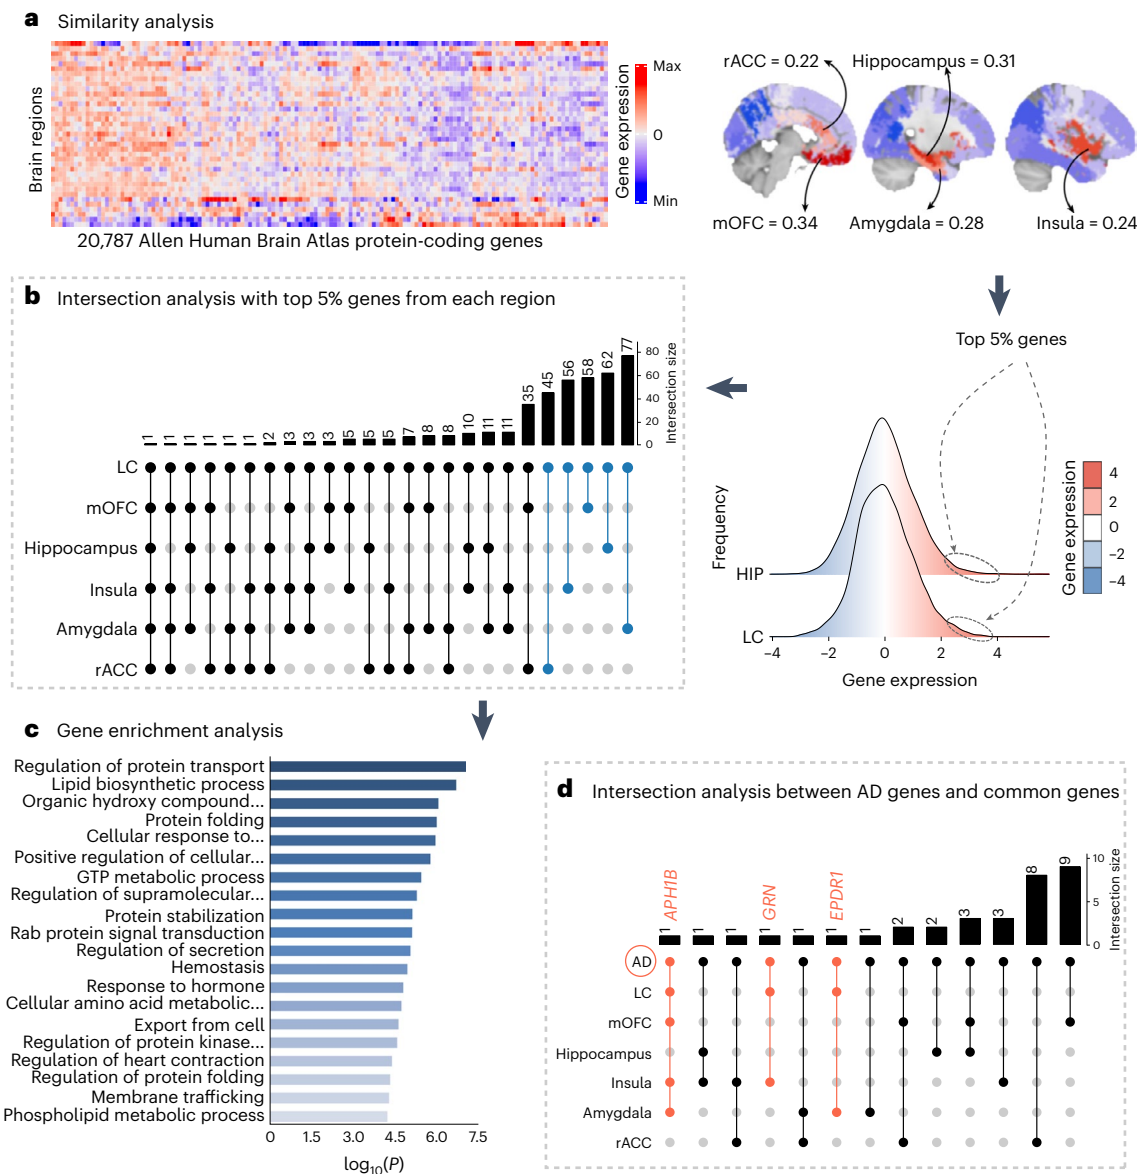 a Similarity analysis
Brain regions
20,787 Allen Human Brain Atlas protein-coding genes
Gene expression
Max
0
Min
rACC = 0.22
Hippocampus = 0.31
mOFC = 0.34
Amygdala = 0.28
Insula = 0.24
b Intersection analysis with top 5% genes from each region
1 1 1 1 1 1 2 3 3 3 5 5 5 7 8 8 10 11 11 35 45 56 58 62 77
80
60
40
20
0
Intersection size
LC
mOFC
Hippocampus
Insula
Amygdala
rACC
Top 5% genes
Frequency
HIP
LC
−4 −2 0 2 4
Gene expression
Gene expression
4
2
0
−2
−4
c Gene enrichment analysis
Regulation of protein transport
Lipid biosynthetic process
Organic hydroxy compound...
Protein folding
Cellular response to...
Positive regulation of cellular...
GTP metabolic process
Regulation of supramolecular...
Protein stabilization
Rab protein signal transduction
Regulation of secretion
Hemostasis
Response to hormone
Cellular amino acid metabolic...
Export from cell
Regulation of protein kinase...
Regulation of heart contraction
Regulation of protein folding
Membrane trafficking
Phospholipid metabolic process
0 1.5 3.0 4.5 6.0 7.5
log10(P)
d Intersection analysis between AD genes and common genes
APH1B
GRN
EPDR1
1 1 1 1 1 1 1 2 2 3 3 8 9
10
5
0
Intersection size
AD
LC
mOFC
Hippocampus
Insula
Amygdala
rACC